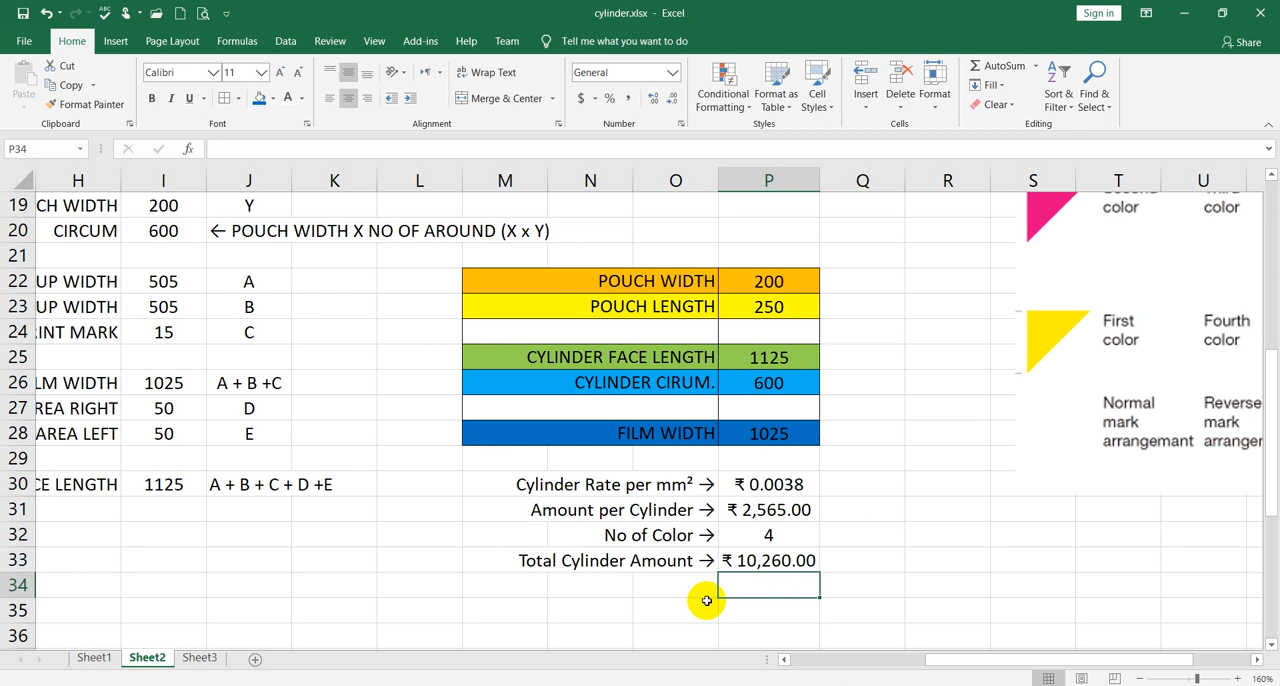 cylinder.xlsx - Excel
Sign in
File Home Insert Page Layout Formulas Data Review View Add-ins Help Team Tell me what you want to do Share
Paste
Cut
Copy
Format Painter
Clipboard
Calibri 11
B I U
Font
Wrap Text
Merge & Center
Alignment
General
$ % ,
Number
Conditional Formatting
Format as Table
Cell Styles
Styles
Insert Delete Format
Cells
AutoSum
Fill
Clear
Sort & Filter
Find & Select
Editing
P34 fx
H I J K L M N O P Q R S T U
19 CH WIDTH 200 Y color color
20 CIRCUM 600 ← POUCH WIDTH X NO OF AROUND (X x Y)
21
22 UP WIDTH 505 A POUCH WIDTH 200
23 UP WIDTH 505 B POUCH LENGTH 250
24 INT MARK 15 C First color Fourth color
25 CYLINDER FACE LENGTH 1125
26 LM WIDTH 1025 A + B +C CYLINDER CIRUM. 600
27 REA RIGHT 50 D Normal mark arrangemant Reverse mark arranger
28 AREA LEFT 50 E FILM WIDTH 1025
29
30 CE LENGTH 1125 A + B + C + D +E Cylinder Rate per mm² → ₹ 0.0038
31 Amount per Cylinder → ₹ 2,565.00
32 No of Color → 4
33 Total Cylinder Amount → ₹ 10,260.00
34
35
36
Sheet1 Sheet2 Sheet3
160%